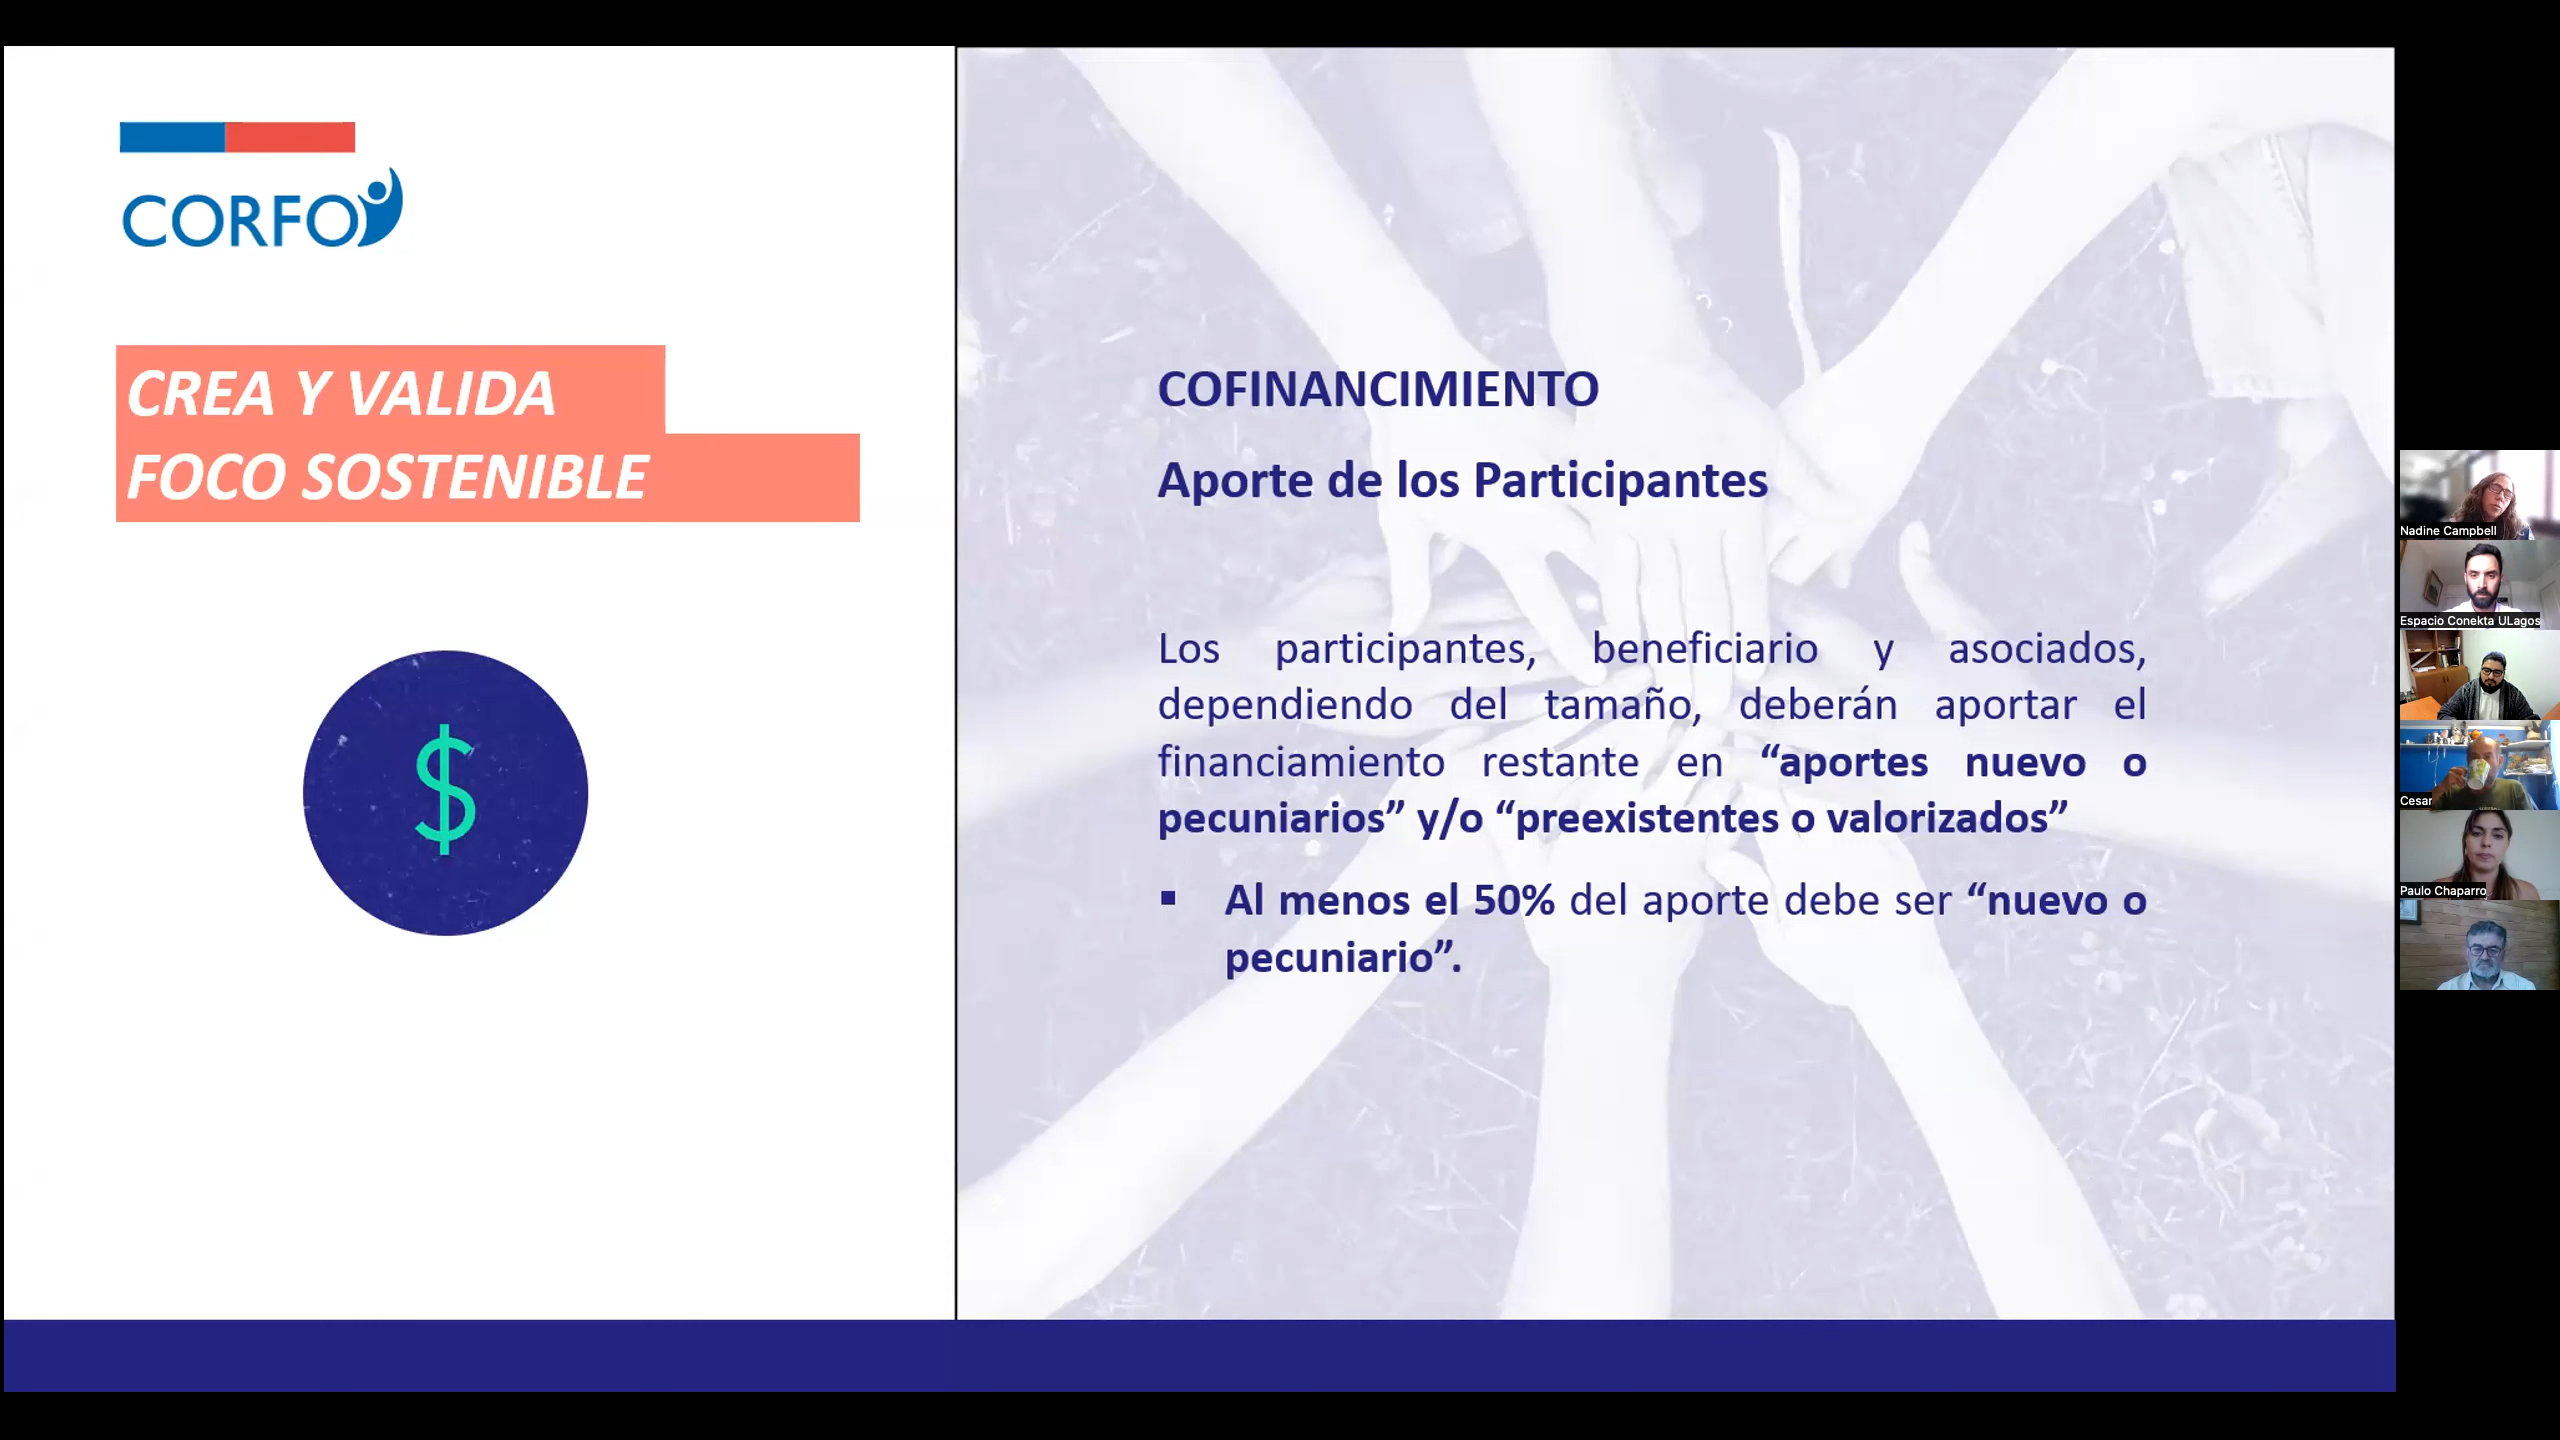 CORFO
CREA Y VALIDA
FOCO SOSTENIBLE
$
COFINANCIMIENTO
Aporte de los Participantes
Los participantes, beneficiario y asociados,
dependiendo del tamaño, deberán aportar el
financiamiento restante en “aportes nuevo o
pecuniarios” y/o “preexistentes o valorizados”
▪ Al menos el 50% del aporte debe ser “nuevo o
pecuniario”.
Nadine Campbell
Espacio Conekta ULagos
Cesar
Paulo Chaparro